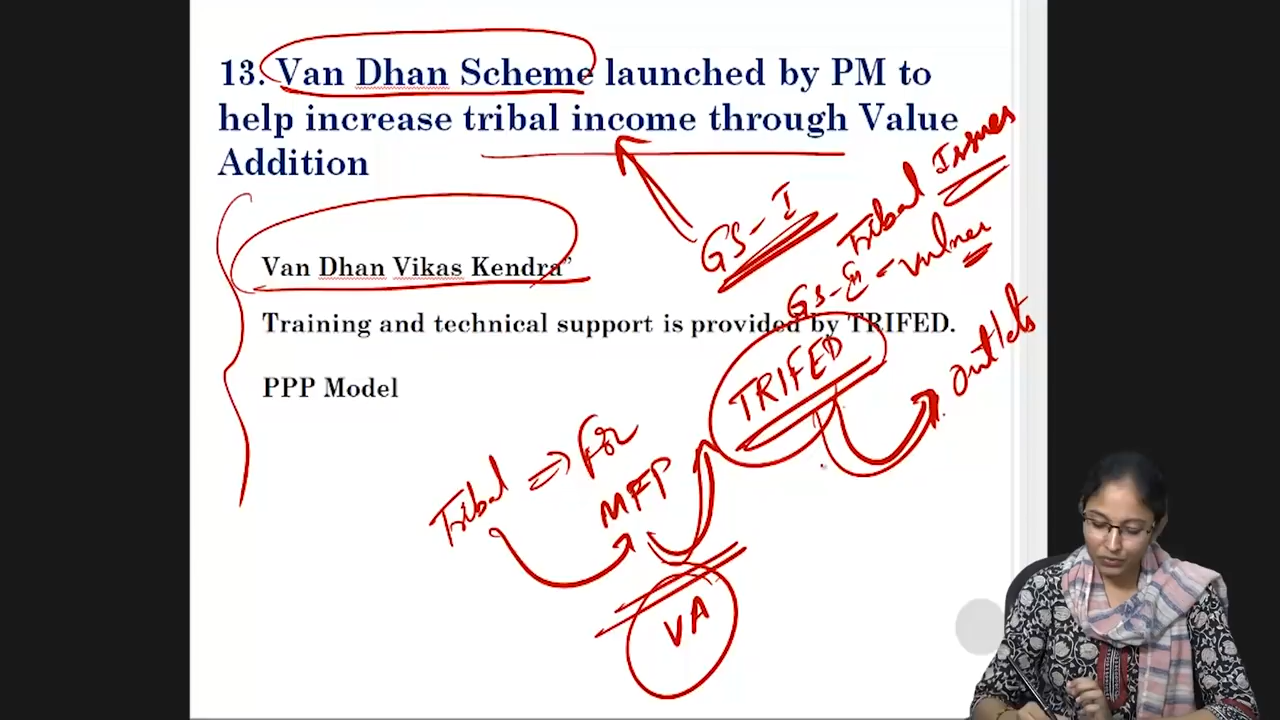 13. Van Dhan Scheme launched by PM to
help increase tribal income through Value
Addition
Tribal Issues
GS-I
GS-II - Vulner
Van Dhan Vikas Kendra”
Training and technical support is provided by TRIFED.
Outlets
TRIFED
PPP Model
Tribal ⇒ For
MFP
VA